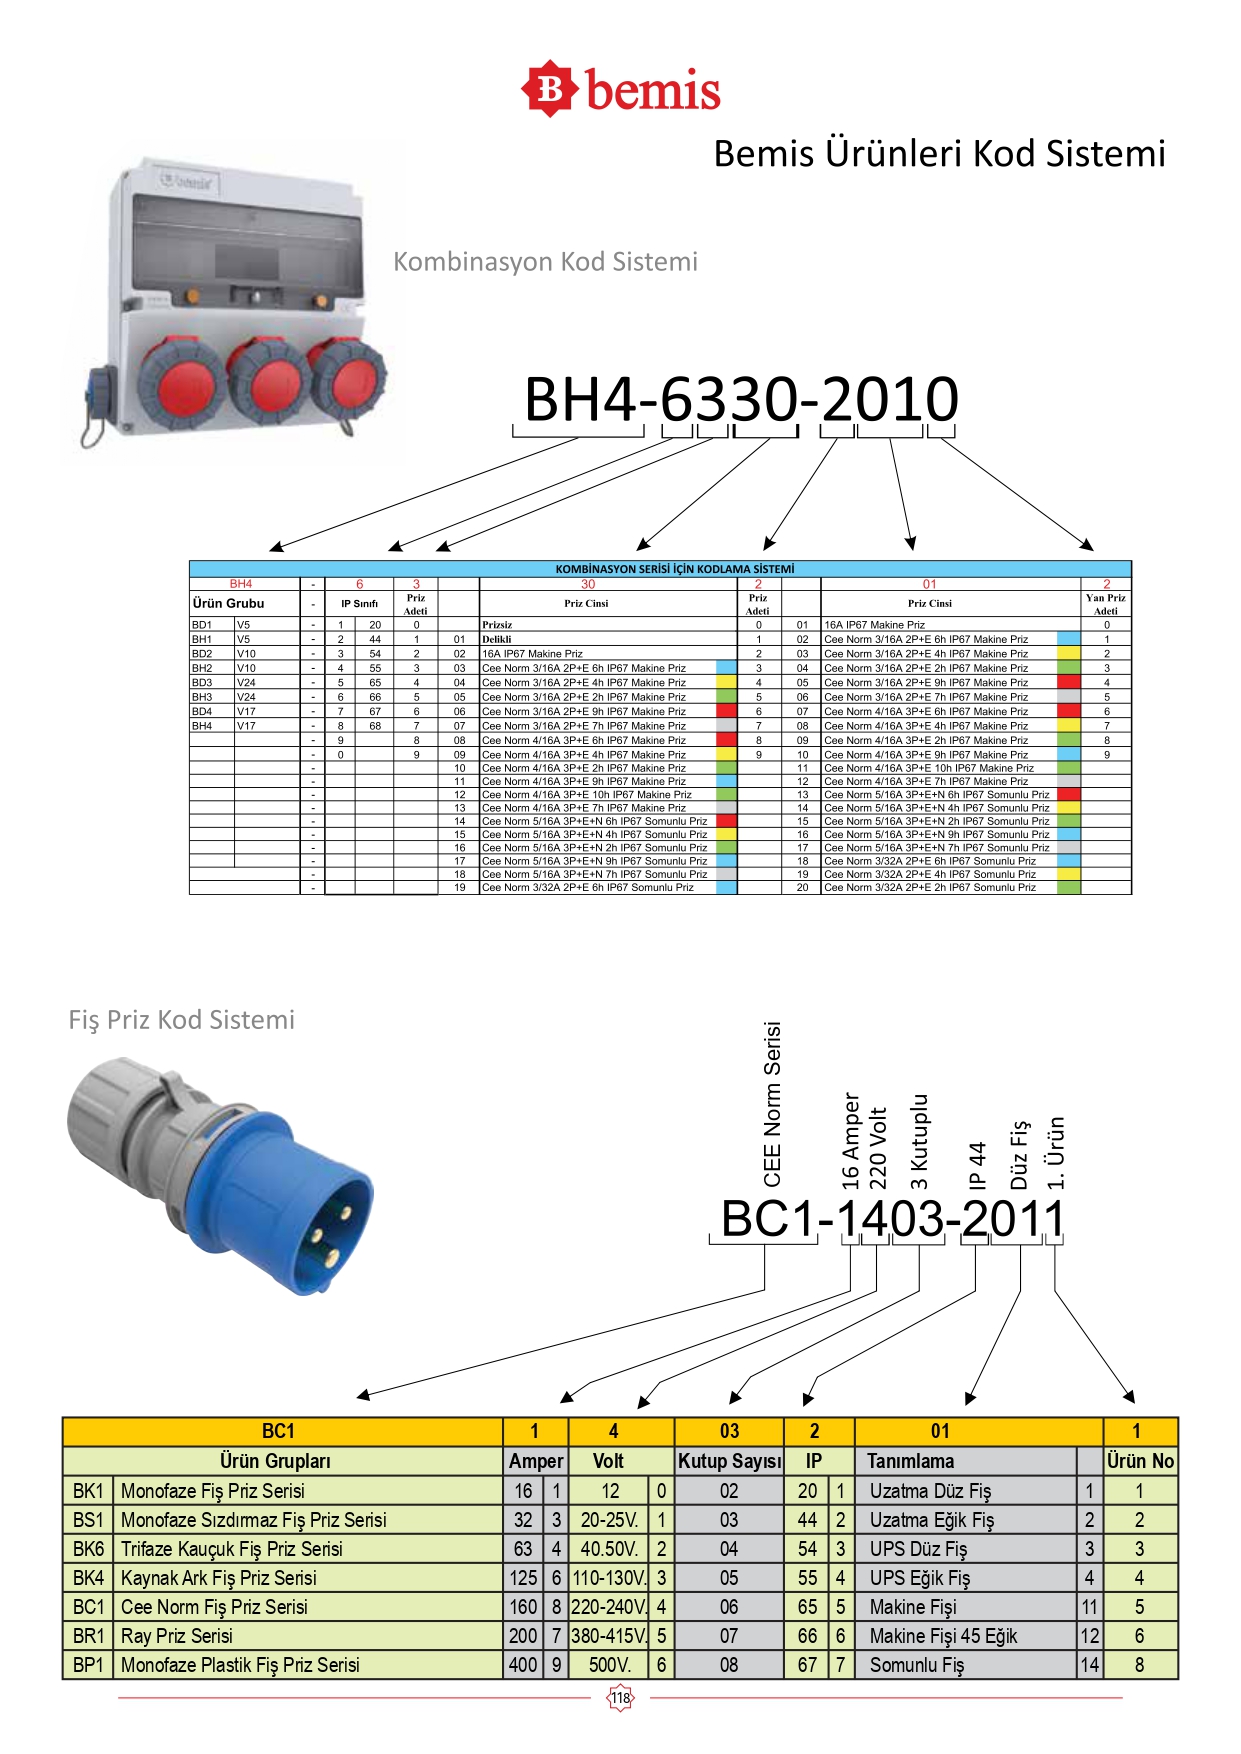 B bemis
Bemis Ürünleri Kod Sistemi
bemis
Kombinasyon Kod Sistemi
BH4-6330-2010
KOMBİNASYON SERİSİ İÇİN KODLAMA SİSTEMİ
BH4 - 6 3 30 2 01 2
Ürün Grubu - IP Sınıfı Priz Adeti Priz Cinsi Priz Adeti Priz Cinsi Yan Priz Adeti
BD1 V5 - 1 20 0 Prizsiz 0 01 16A IP67 Makine Priz 0
BH1 V5 - 2 44 1 01 Delikli 1 02 Cee Norm 3/16A 2P+E 6h IP67 Makine Priz 1
BD2 V10 - 3 54 2 02 16A IP67 Makine Priz 2 03 Cee Norm 3/16A 2P+E 4h IP67 Makine Priz 2
BH2 V10 - 4 55 3 03 Cee Norm 3/16A 2P+E 6h IP67 Makine Priz 3 04 Cee Norm 3/16A 2P+E 2h IP67 Makine Priz 3
BD3 V24 - 5 65 4 04 Cee Norm 3/16A 2P+E 4h IP67 Makine Priz 4 05 Cee Norm 3/16A 2P+E 9h IP67 Makine Priz 4
BH3 V24 - 6 66 5 05 Cee Norm 3/16A 2P+E 2h IP67 Makine Priz 5 06 Cee Norm 3/16A 2P+E 7h IP67 Makine Priz 5
BD4 V17 - 7 67 6 06 Cee Norm 3/16A 2P+E 9h IP67 Makine Priz 6 07 Cee Norm 4/16A 3P+E 6h IP67 Makine Priz 6
BH4 V17 - 8 68 7 07 Cee Norm 3/16A 2P+E 7h IP67 Makine Priz 7 08 Cee Norm 4/16A 3P+E 4h IP67 Makine Priz 7
- 9 8 08 Cee Norm 4/16A 3P+E 6h IP67 Makine Priz 8 09 Cee Norm 4/16A 3P+E 2h IP67 Makine Priz 8
- 0 9 09 Cee Norm 4/16A 3P+E 4h IP67 Makine Priz 9 10 Cee Norm 4/16A 3P+E 9h IP67 Makine Priz 9
- 10 Cee Norm 4/16A 3P+E 2h IP67 Makine Priz 11 Cee Norm 4/16A 3P+E 10h IP67 Makine Priz
- 11 Cee Norm 4/16A 3P+E 9h IP67 Makine Priz 12 Cee Norm 4/16A 3P+E 7h IP67 Makine Priz
- 12 Cee Norm 4/16A 3P+E 10h IP67 Makine Priz 13 Cee Norm 5/16A 3P+E+N 6h IP67 Somunlu Priz
- 13 Cee Norm 4/16A 3P+E 7h IP67 Makine Priz 14 Cee Norm 5/16A 3P+E+N 4h IP67 Somunlu Priz
- 14 Cee Norm 5/16A 3P+E+N 6h IP67 Somunlu Priz 15 Cee Norm 5/16A 3P+E+N 2h IP67 Somunlu Priz
- 15 Cee Norm 5/16A 3P+E+N 4h IP67 Somunlu Priz 16 Cee Norm 5/16A 3P+E+N 9h IP67 Somunlu Priz
- 16 Cee Norm 5/16A 3P+E+N 2h IP67 Somunlu Priz 17 Cee Norm 5/16A 3P+E+N 7h IP67 Somunlu Priz
- 17 Cee Norm 5/16A 3P+E+N 9h IP67 Somunlu Priz 18 Cee Norm 3/32A 2P+E 6h IP67 Somunlu Priz
- 18 Cee Norm 5/16A 3P+E+N 7h IP67 Somunlu Priz 19 Cee Norm 3/32A 2P+E 4h IP67 Somunlu Priz
- 19 Cee Norm 3/32A 2P+E 6h IP67 Somunlu Priz 20 Cee Norm 3/32A 2P+E 2h IP67 Somunlu Priz
Fiş Priz Kod Sistemi
CEE Norm Serisi
16 Amper
220 Volt
3 Kutuplu
IP 44
Düz Fiş
1. Ürün
BC1-1403-2011
BC1 1 4 03 2 01 1
Ürün Grupları Amper Volt Kutup Sayısı IP Tanımlama Ürün No
BK1 Monofaze Fiş Priz Serisi 16 1 12 0 02 20 1 Uzatma Düz Fiş 1 1
BS1 Monofaze Sızdırmaz Fiş Priz Serisi 32 3 20-25V. 1 03 44 2 Uzatma Eğik Fiş 2 2
BK6 Trifaze Kauçuk Fiş Priz Serisi 63 4 40.50V. 2 04 54 3 UPS Düz Fiş 3 3
BK4 Kaynak Ark Fiş Priz Serisi 125 6 110-130V. 3 05 55 4 UPS Eğik Fiş 4 4
BC1 Cee Norm Fiş Priz Serisi 160 8 220-240V. 4 06 65 5 Makine Fişi 11 5
BR1 Ray Priz Serisi 200 7 380-415V. 5 07 66 6 Makine Fişi 45 Eğik 12 6
BP1 Monofaze Plastik Fiş Priz Serisi 400 9 500V. 6 08 67 7 Somunlu Fiş 14 8
118